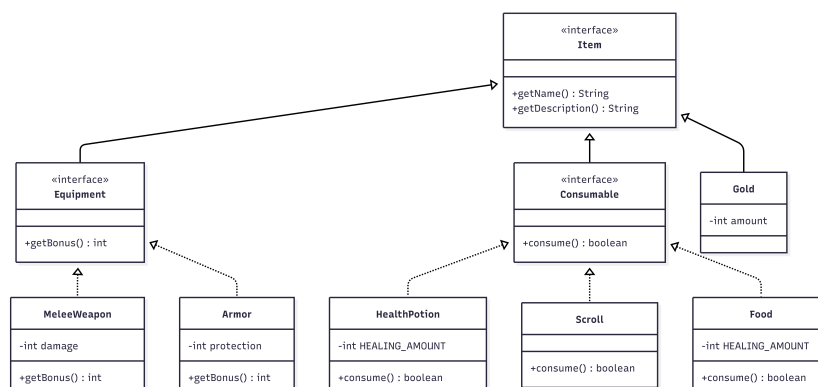 «interface»
Item
+getName() : String
+getDescription() : String
«interface»
Equipment
+getBonus() : int
«interface»
Consumable
+consume() : boolean
Gold
-int amount
MeleeWeapon
-int damage
+getBonus() : int
Armor
-int protection
+getBonus() : int
HealthPotion
-int HEALING_AMOUNT
+consume() : boolean
Scroll
+consume() : boolean
Food
-int HEALING_AMOUNT
+consume() : boolean